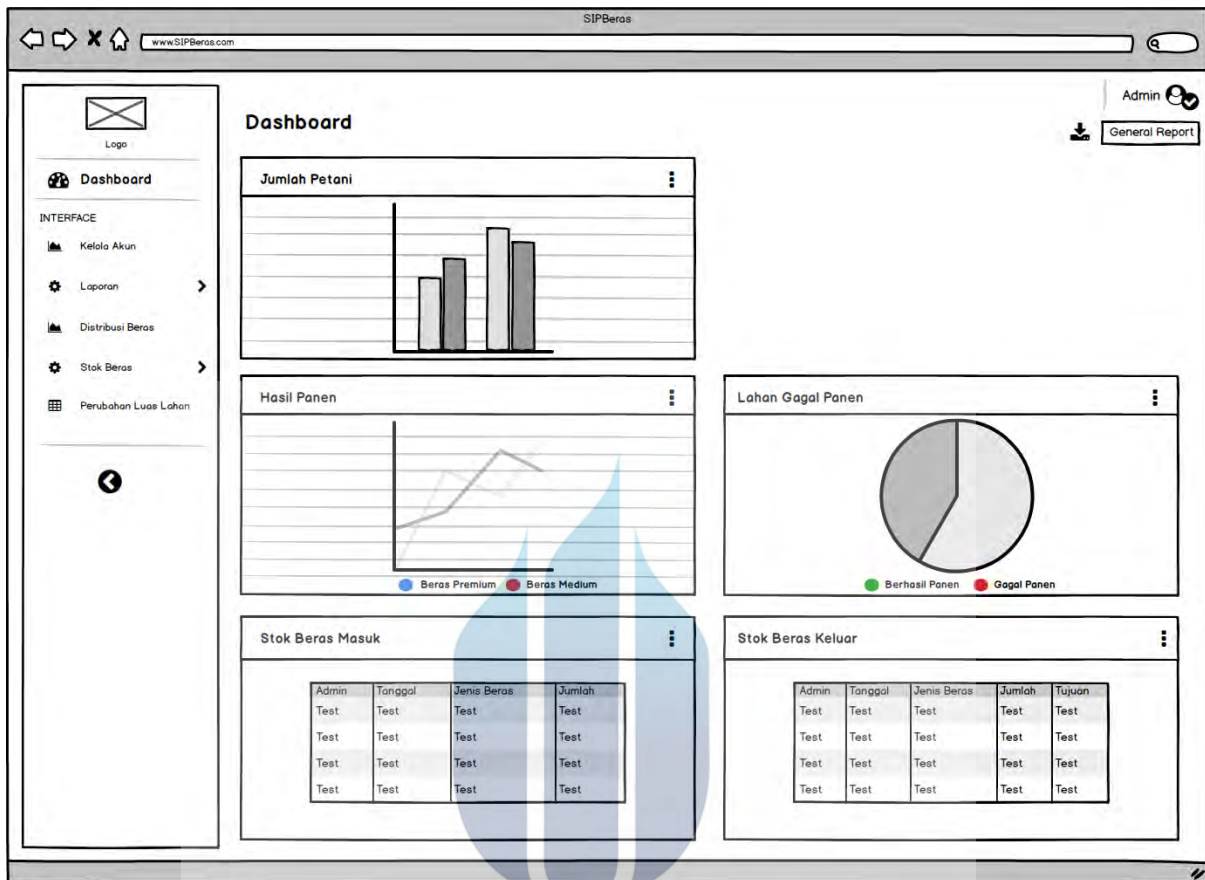 SIPBeras
www.SIPBeras.com
Admin
General Report
Logo
Dashboard
INTERFACE
Kelola Akun
Laporan
Distribusi Beras
Stok Beras
Perubahan Luas Lahan
Dashboard
Jumlah Petani
Hasil Panen
Beras Premium Beras Medium
Lahan Gagal Panen
Berhasil Panen Gagal Panen
Stok Beras Masuk
Admin Tanggal Jenis Beras Jumlah
Test Test Test Test
Test Test Test Test
Test Test Test Test
Test Test Test Test
Stok Beras Keluar
Admin Tanggal Jenis Beras Jumlah Tujuan
Test Test Test Test Test
Test Test Test Test Test
Test Test Test Test Test
Test Test Test Test Test